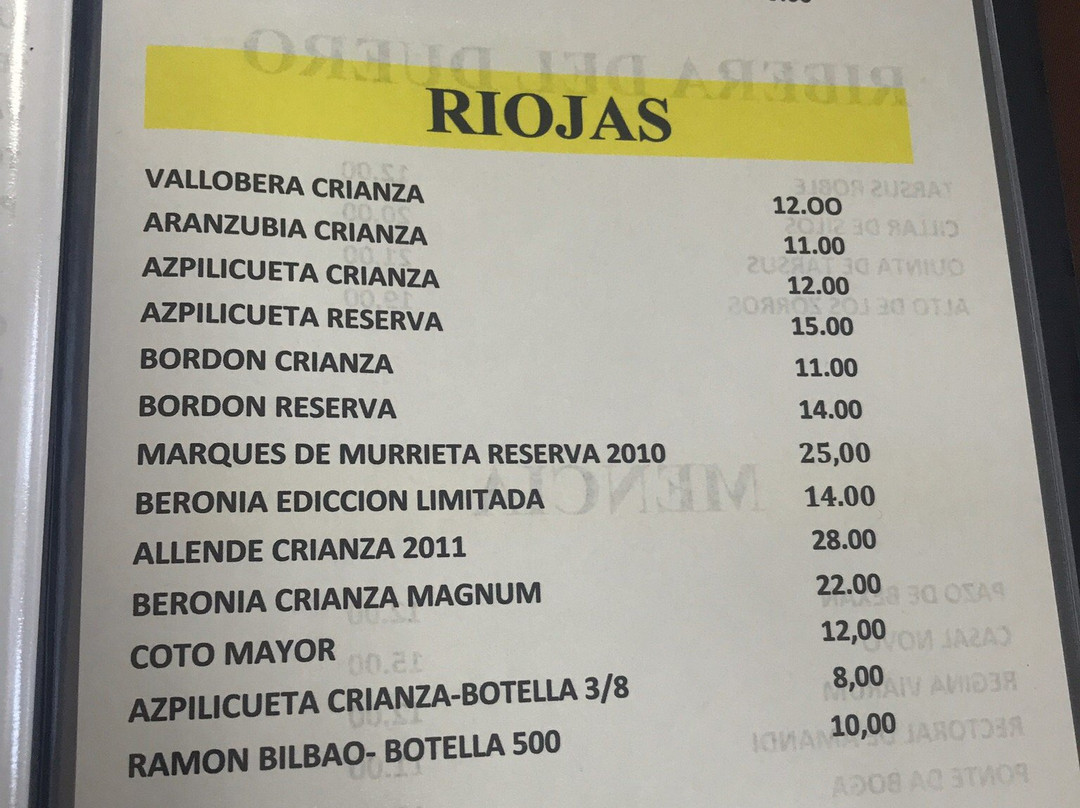 RIOJAS
VALLOBERA CRIANZA 12.00
ARANZUBIA CRIANZA 11.00
AZPILICUETA CRIANZA 12.00
AZPILICUETA RESERVA 15.00
BORDON CRIANZA 11.00
BORDON RESERVA 14.00
MARQUES DE MURRIETA RESERVA 2010 25,00
BERONIA EDICCION LIMITADA 14.00
ALLENDE CRIANZA 2011 28.00
BERONIA CRIANZA MAGNUM 22.00
COTO MAYOR 12,00
AZPILICUETA CRIANZA-BOTELLA 3/8 8,00
RAMON BILBAO- BOTELLA 500 10,00